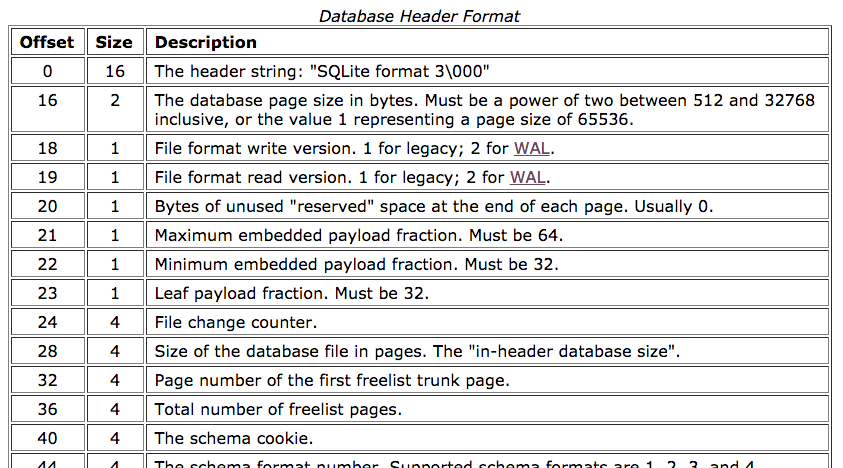 Database Header Format
Offset Size Description
0 16 The header string: "SQLite format 3\000"
16 2 The database page size in bytes. Must be a power of two between 512 and 32768
inclusive, or the value 1 representing a page size of 65536.
18 1 File format write version. 1 for legacy; 2 for WAL.
19 1 File format read version. 1 for legacy; 2 for WAL.
20 1 Bytes of unused "reserved" space at the end of each page. Usually 0.
21 1 Maximum embedded payload fraction. Must be 64.
22 1 Minimum embedded payload fraction. Must be 32.
23 1 Leaf payload fraction. Must be 32.
24 4 File change counter.
28 4 Size of the database file in pages. The "in-header database size".
32 4 Page number of the first freelist trunk page.
36 4 Total number of freelist pages.
40 4 The schema cookie.
44 4 The schema format number. Supported schema formats are 1, 2, 3, and 4.